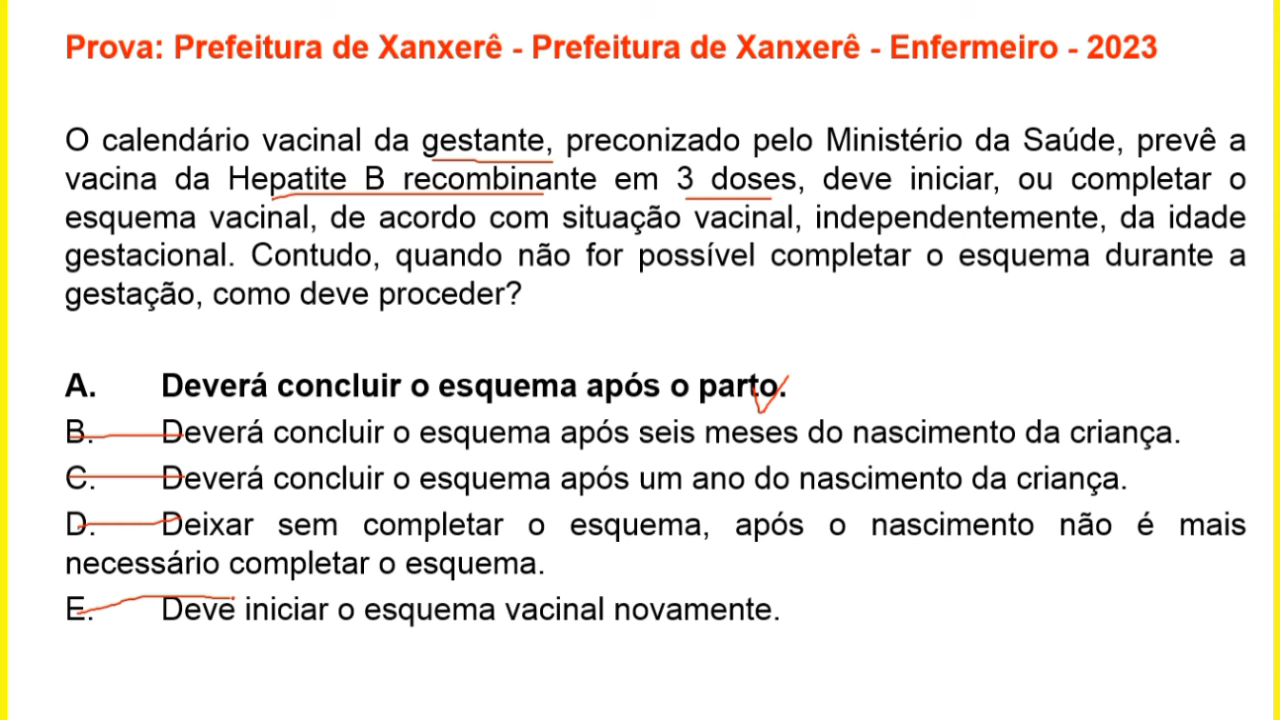 Prova: Prefeitura de Xanxerê - Prefeitura de Xanxerê - Enfermeiro - 2023
O calendário vacinal da gestante, preconizado pelo Ministério da Saúde, prevê a
vacina da Hepatite B recombinante em 3 doses, deve iniciar, ou completar o
esquema vacinal, de acordo com situação vacinal, independentemente, da idade
gestacional. Contudo, quando não for possível completar o esquema durante a
gestação, como deve proceder?
A. Deverá concluir o esquema após o parto.
B. Deverá concluir o esquema após seis meses do nascimento da criança.
C. Deverá concluir o esquema após um ano do nascimento da criança.
D. Deixar sem completar o esquema, após o nascimento não é mais
necessário completar o esquema.
E. Deve iniciar o esquema vacinal novamente.